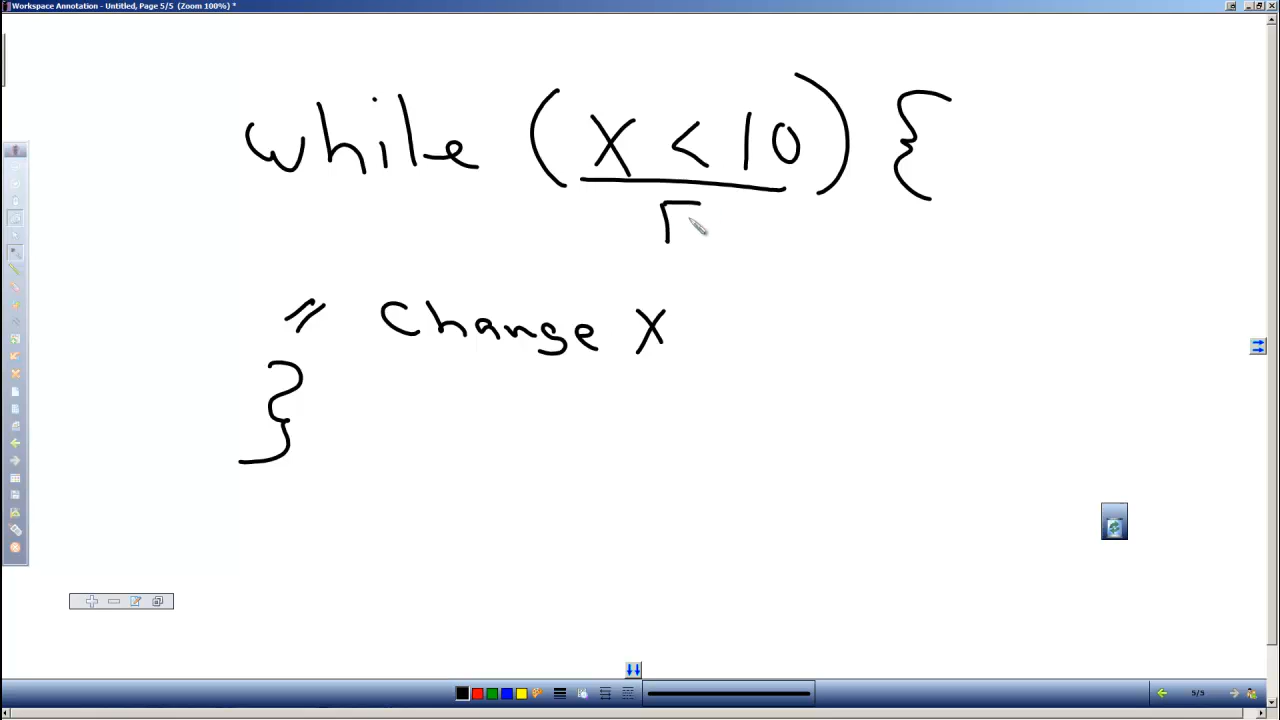 Workspace Annotation - Untitled, Page 5/5 (Zoom 100%) *
while (x < 10) {
// change x
}
5/5